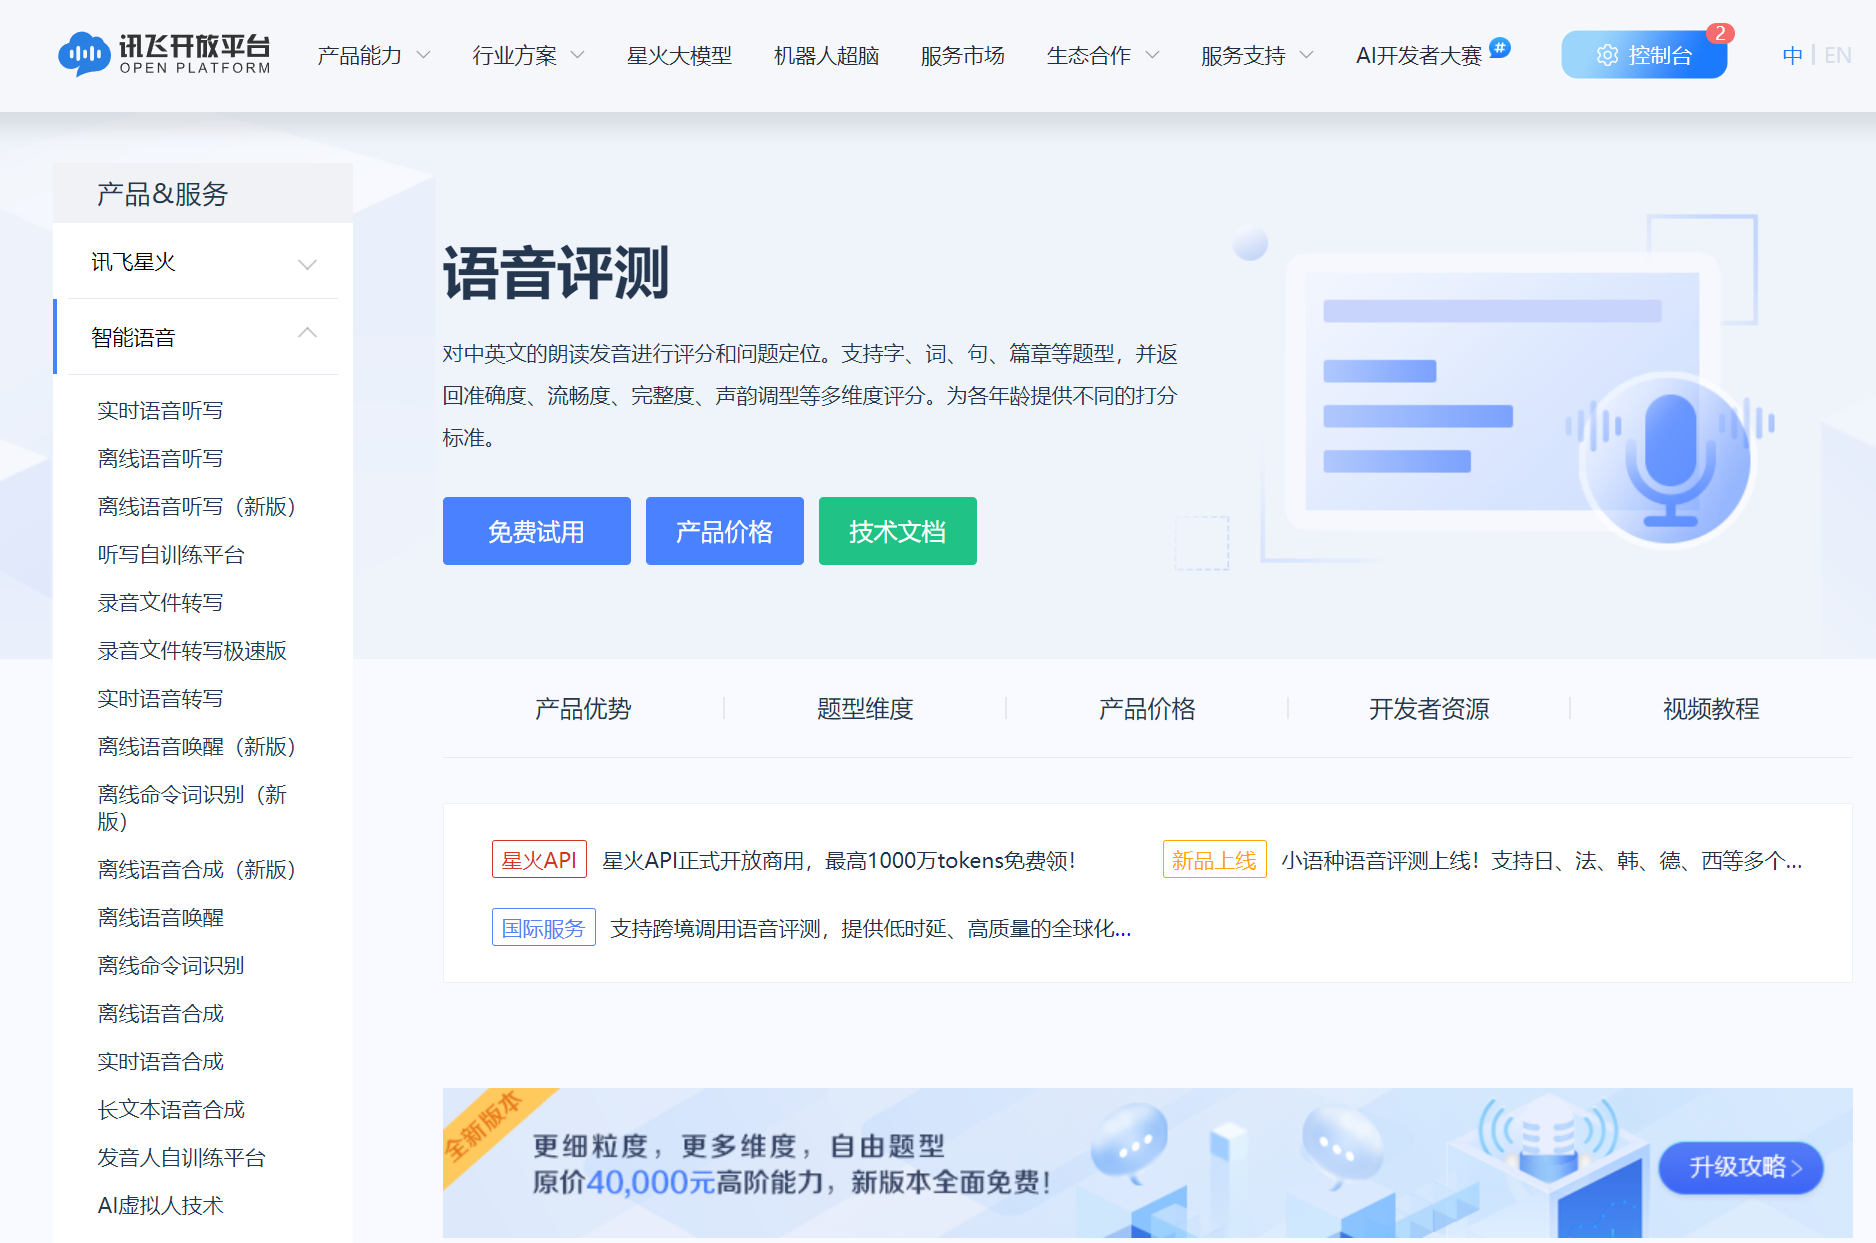 讯飞开放平台
OPEN PLATFORM
产品能力
行业方案
星火大模型
机器人超脑
服务市场
生态合作
服务支持
AI开发者大赛
#
控制台
2
中 | EN
产品&服务
讯飞星火
智能语音
实时语音听写
离线语音听写
离线语音听写（新版）
听写自训练平台
录音文件转写
录音文件转写极速版
实时语音转写
离线语音唤醒（新版）
离线命令词识别（新
版）
离线语音合成（新版）
离线语音唤醒
离线命令词识别
离线语音合成
实时语音合成
长文本语音合成
发音人自训练平台
AI虚拟人技术
语音评测
对中英文的朗读发音进行评分和问题定位。支持字、词、句、篇章等题型，并返
回准确度、流畅度、完整度、声韵调型等多维度评分。为各年龄提供不同的打分
标准。
免费试用
产品价格
技术文档
产品优势
题型维度
产品价格
开发者资源
视频教程
星火API 星火API正式开放商用，最高1000万tokens免费领！
新品上线 小语种语音评测上线！支持日、法、韩、德、西等多个...
国际服务 支持跨境调用语音评测，提供低时延、高质量的全球化...
全新版本
更细粒度，更多维度，自由题型
原价40,000元高阶能力，新版本全面免费！
升级攻略>